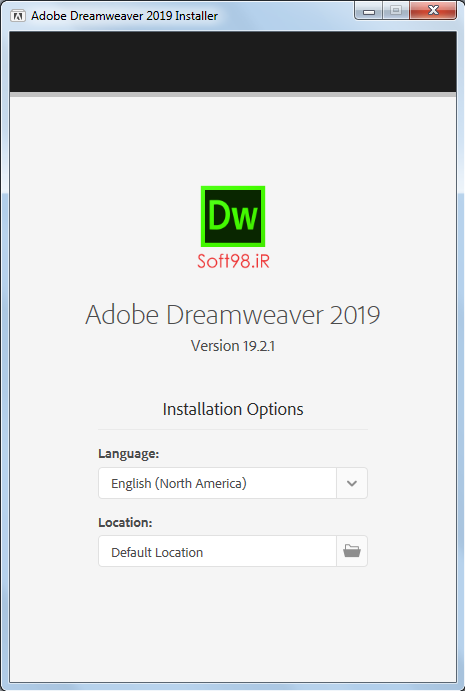 Adobe Dreamweaver 2019 Installer
Dw
Soft98.iR
Adobe Dreamweaver 2019
Version 19.2.1
Installation Options
Language:
English (North America)
Location:
Default Location